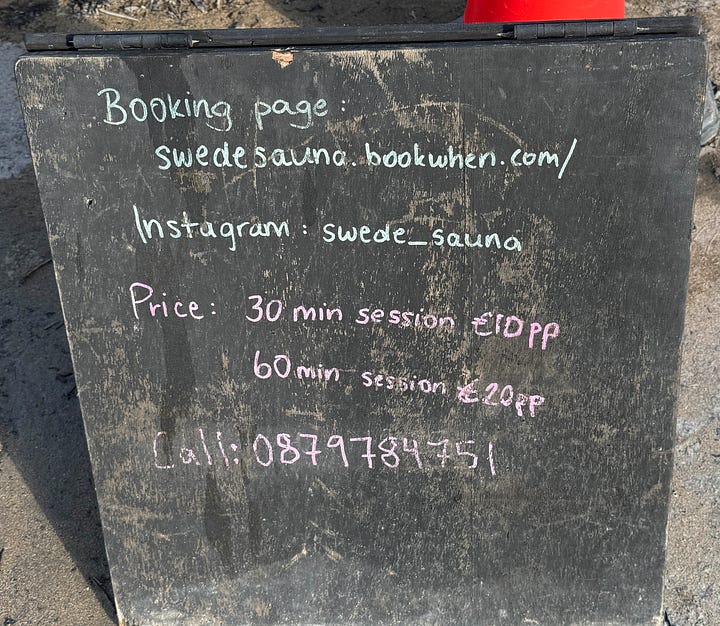 Booking page:
swedesauna.bookwhen.com/
Instagram: swede_sauna
Price: 30 min session €10pp
60min session €20pp
Call: 0879784751